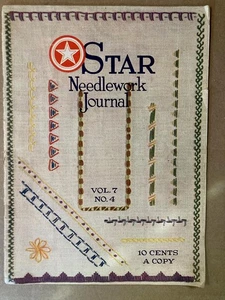 STAR
Needlework
Journal
VOL. 7
NO. 4
10 CENTS
A COPY